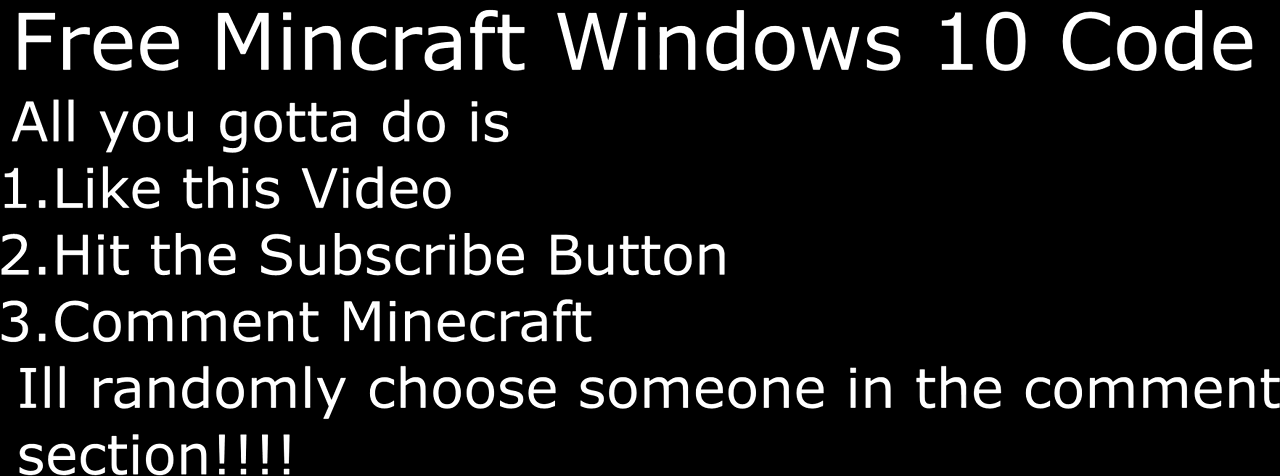 Free Mincraft Windows 10 Code
All you gotta do is
1.Like this Video
2.Hit the Subscribe Button
3.Comment Minecraft
Ill randomly choose someone in the comment
section!!!!